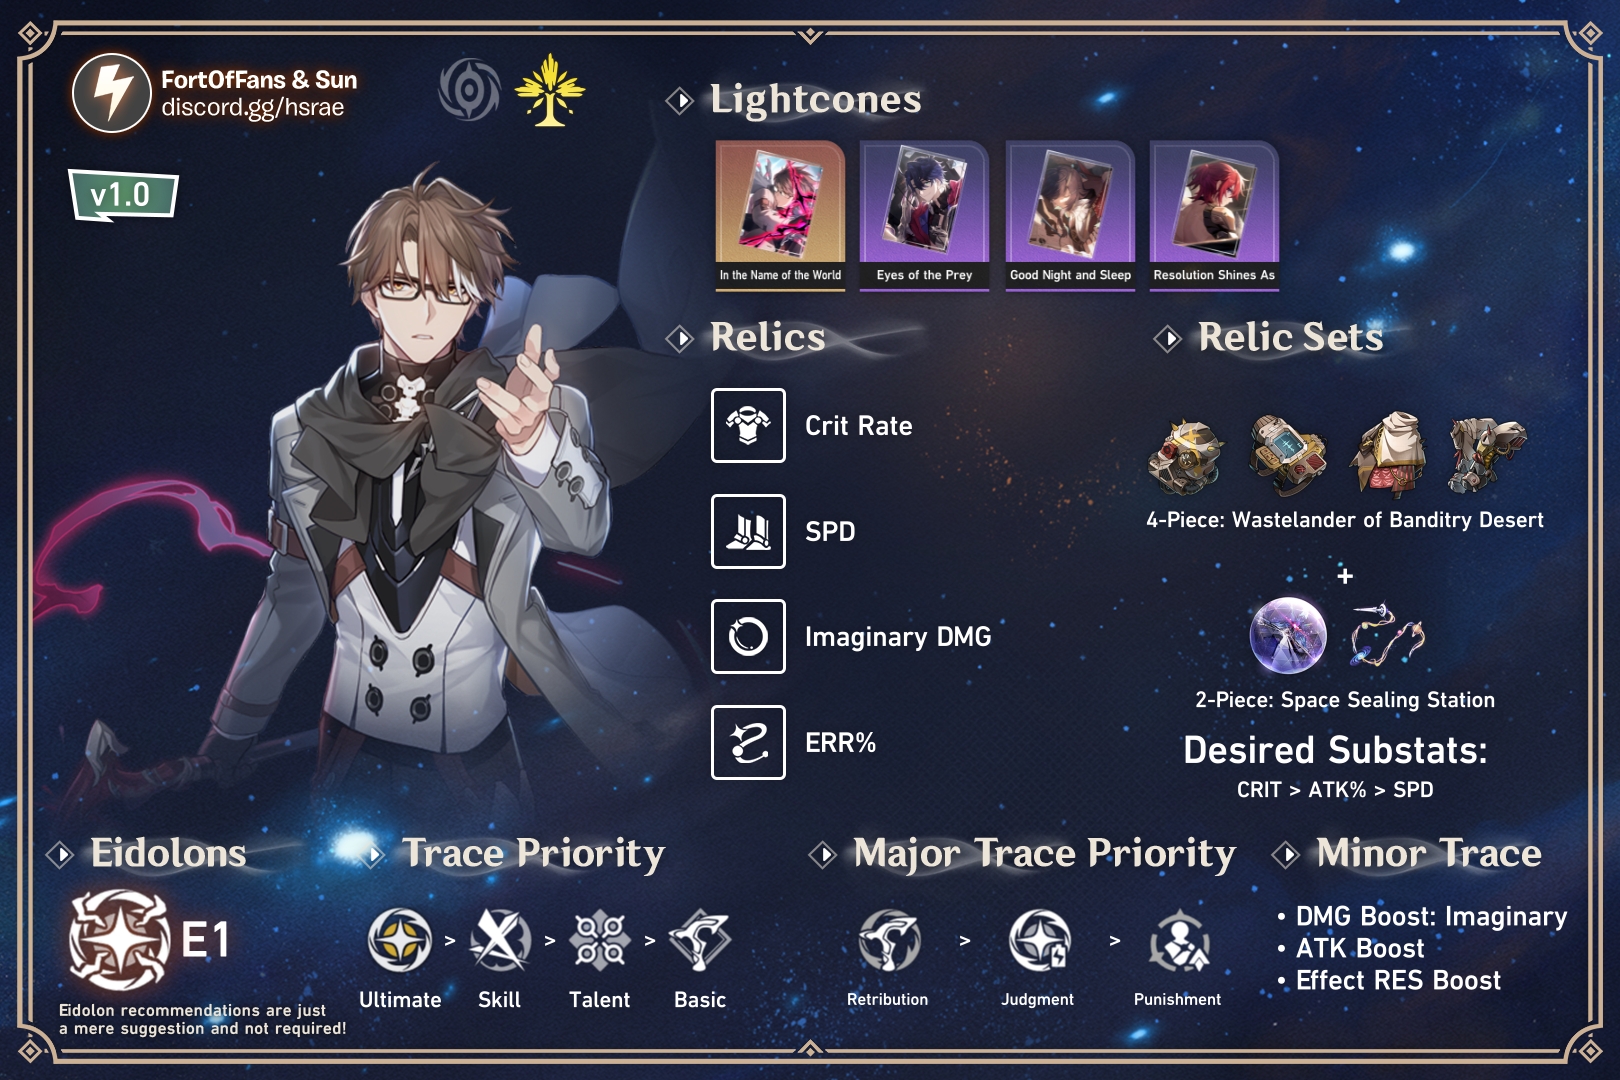 FortOfFans & Sun
discord.gg/hsrae
v1.0
Lightcones
In the Name of the World
Eyes of the Prey
Good Night and Sleep
Resolution Shines As
Relics
Crit Rate
SPD
Imaginary DMG
ERR%
Relic Sets
4-Piece: Wastelander of Banditry Desert
+
2-Piece: Space Sealing Station
Desired Substats:
CRIT > ATK% > SPD
Eidolons
E1
Eidolon recommendations are just
a mere suggestion and not required!
Trace Priority
Ultimate > Skill > Talent > Basic
Major Trace Priority
Retribution > Judgment > Punishment
Minor Trace
• DMG Boost: Imaginary
• ATK Boost
• Effect RES Boost